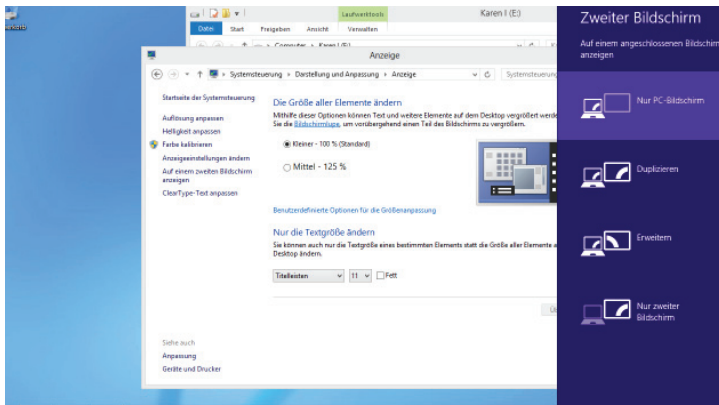 Laufwerktools
Karen I (E:)
Datei
Start
Freigeben
Ansicht
Verwalten
Computer
Karen I (E:)
Anzeige
Systemsteuerung
Darstellung und Anpassung
Anzeige
Systemsteuerung
Startseite der Systemsteuerung
Auflösung anpassen
Helligkeit anpassen
Farbe kalibrieren
Anzeigeeinstellungen ändern
Auf einem zweiten Bildschirm
anzeigen
ClearType-Text anpassen
Siehe auch
Anpassung
Geräte und Drucker
Die Größe aller Elemente ändern
Mithilfe dieser Optionen können Text und weitere Elemente auf dem Desktop vergrößert werde
Sie die Bildschirmlupe, um vorübergehend einen Teil des Bildschirms zu vergrößern.
Kleiner - 100 % (Standard)
Mittel - 125 %
Benutzerdefinierte Optionen für die Größenanpassung
Nur die Textgröße ändern
Sie können auch nur die Textgröße eines bestimmten Elements statt die Größe aller Elemente a
Desktop ändern.
Titelleisten
11
Fett
Zweiter Bildschirm
Auf einem angeschlossenen Bildschirm
anzeigen
Nur PC-Bildschirm
Duplizieren
Erweitern
Nur zweiter
Bildschirm